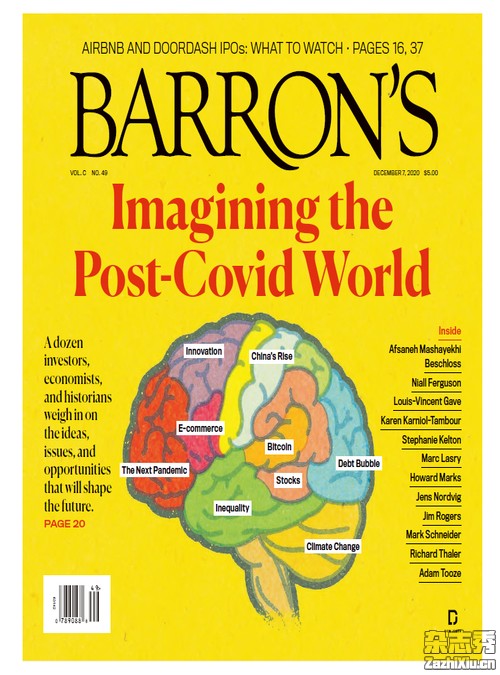 AIRBNB AND DOORDASH IPOs: WHAT TO WATCH · PAGES 16, 37
BARRON'S
VOL. C NO. 49
DECEMBER 7, 2020 $5.00
Imagining the
Post-Covid World
A dozen
investors,
economists,
and historians
weigh in on
the ideas,
issues, and
opportunities
that will shape
the future.
PAGE 20
Innovation
China's Rise
E-commerce
Bitcoin
The Next Pandemic
Debt Bubble
Stocks
Inequality
Climate Change
Inside
Afsaneh Mashayekhi
Beschloss
Niall Ferguson
Louis-Vincent Gave
Karen Karniol-Tambour
Stephanie Kelton
Marc Lasry
Howard Marks
Jens Nordvig
Jim Rogers
Mark Schneider
Richard Thaler
Adam Tooze
49>
杂志秀
ZaZhiXiu.cn